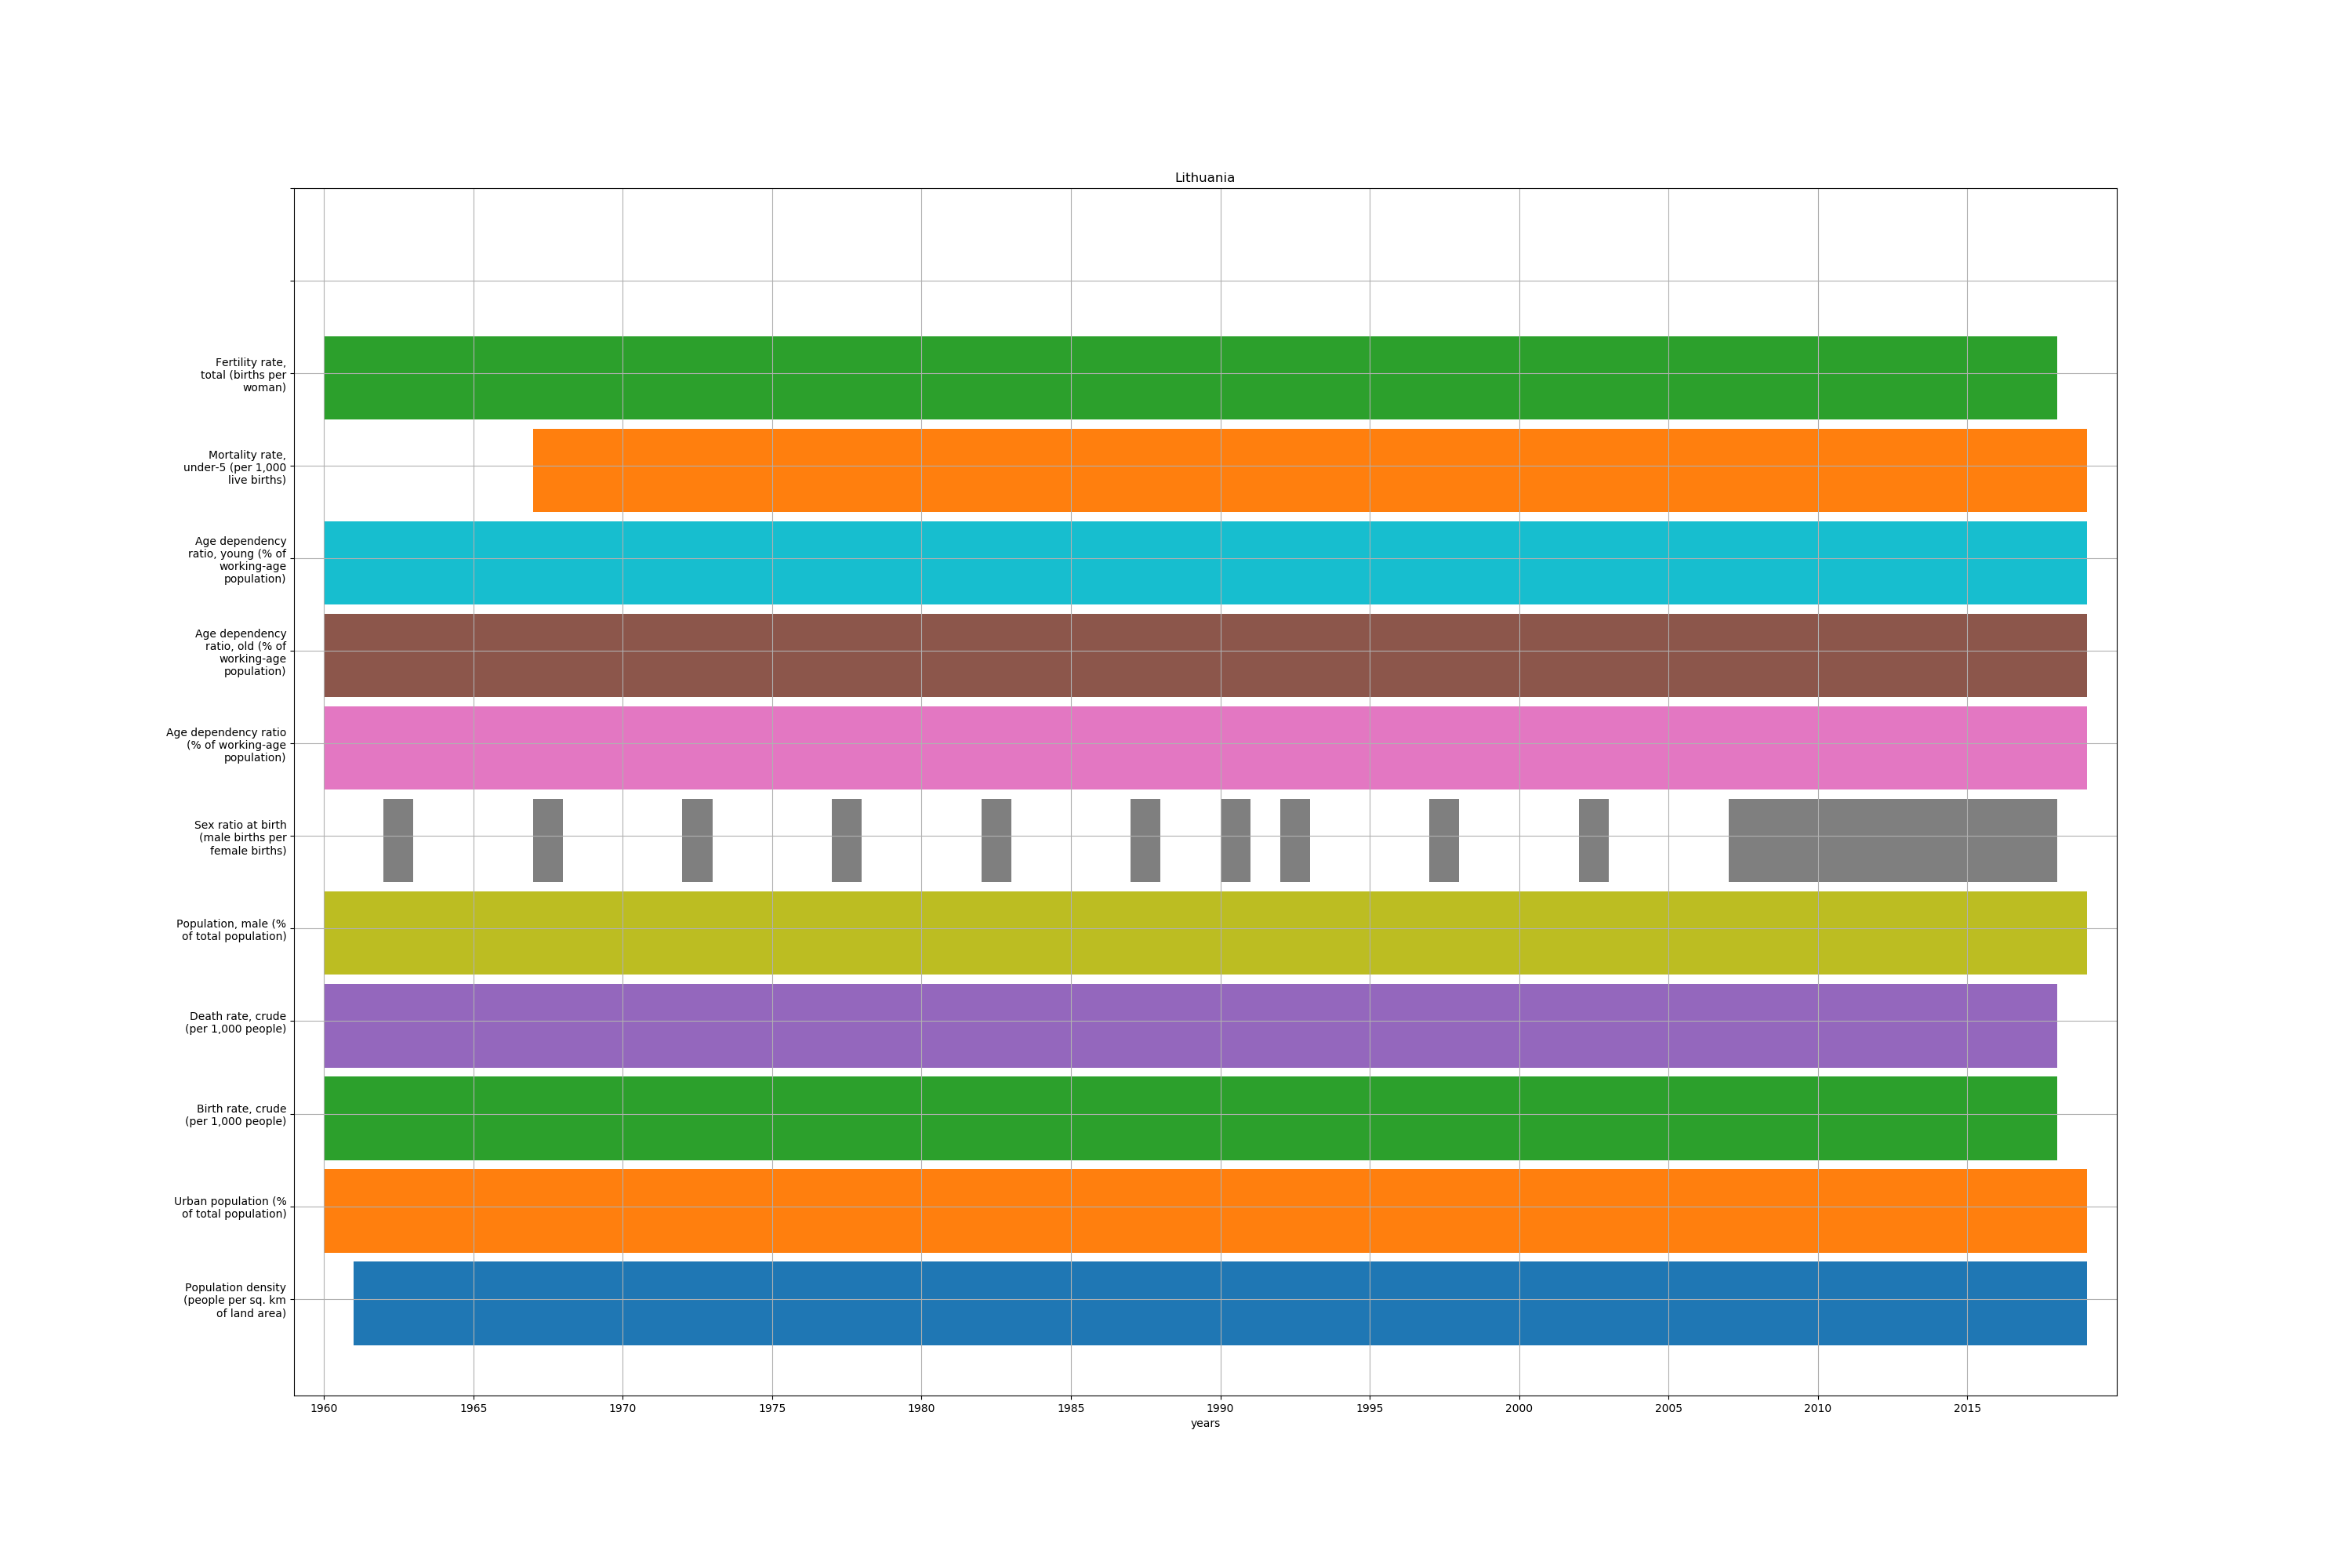 Lithuania
Fertility rate,
total (births per
woman)
Mortality rate,
under-5 (per 1,000
live births)
Age dependency
ratio, young (% of
working-age
population)
Age dependency
ratio, old (% of
working-age
population)
Age dependency ratio
(% of working-age
population)
Sex ratio at birth
(male births per
female births)
Population, male (%
of total population)
Death rate, crude
(per 1,000 people)
Birth rate, crude
(per 1,000 people)
Urban population (%
of total population)
Population density
(people per sq. km
of land area)
1960 1965 1970 1975 1980 1985 1990 1995 2000 2005 2010 2015
years